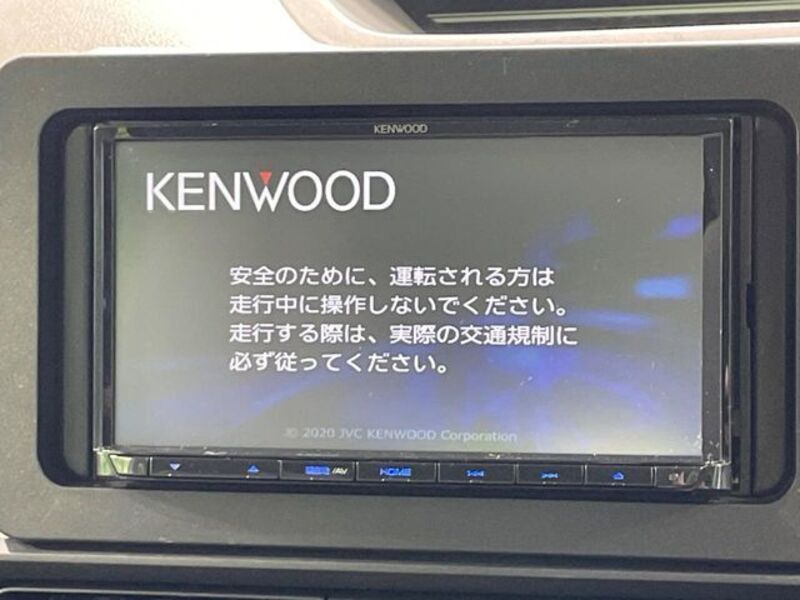 KENWOOD
KENWOOD
安全のために、運転される方は
走行中に操作しないでください。
走行する際は、実際の交通規制に
必ず従ってください。
© 2020 JVC KENWOOD Corporation
/AV
HOME